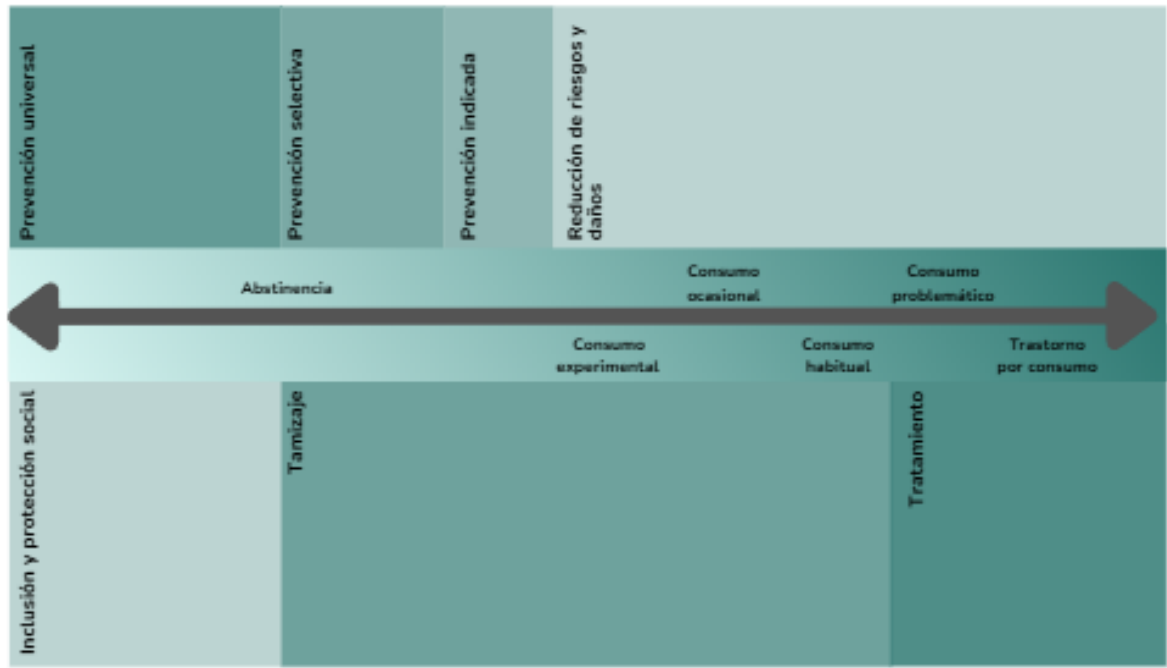 Prevención universal
Prevención selectiva
Prevención indicada
Reducción de riesgos y
daños
Abstinencia
Consumo
ocasional
Consumo
problemático
Consumo
experimental
Consumo
habitual
Trastorno
por consumo
Inclusión y protección social
Tamizaje
Tratamiento